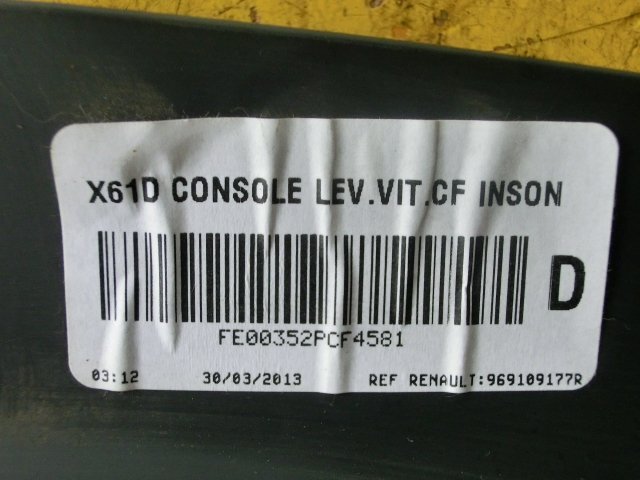 X61D CONSOLE LEV.VIT.CF INSON
D
FE00352PCF4581
03:12 30/03/2013 REF RENAULT:969109177R